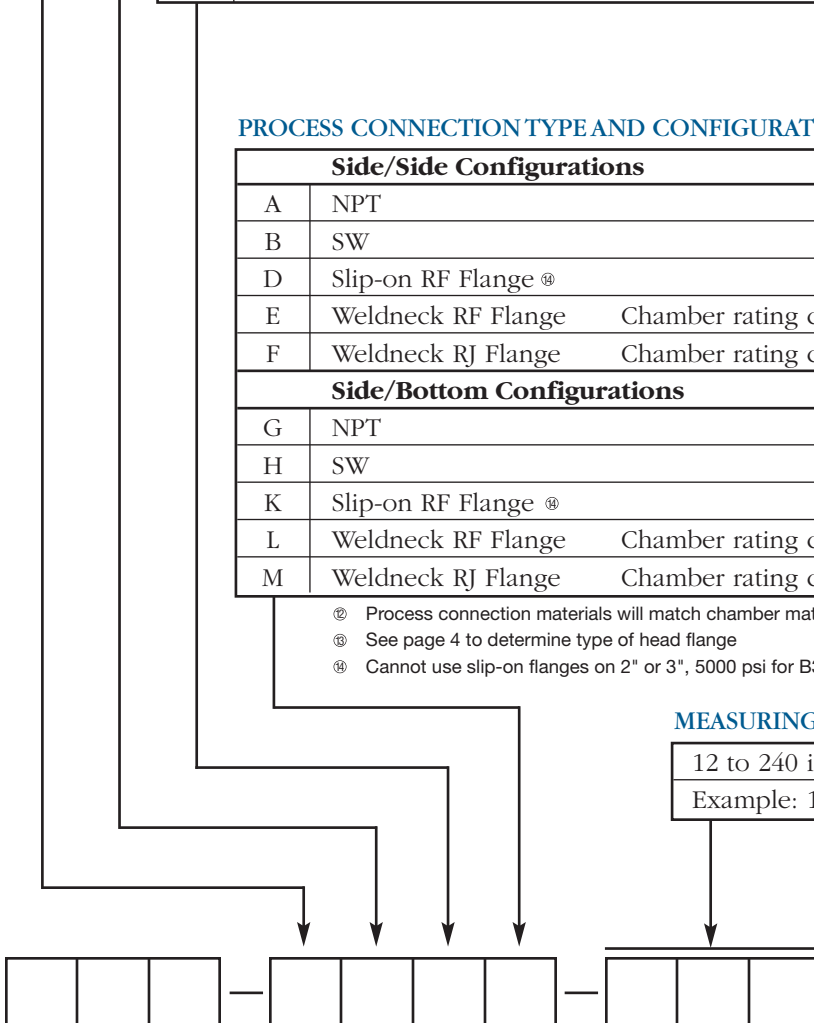 PROCESS CONNECTION TYPE AND CONFIGURAT
Side/Side Configurations
A NPT
B SW
D Slip-on RF Flange ⑭
E Weldneck RF Flange Chamber rating
F Weldneck RJ Flange Chamber rating
Side/Bottom Configurations
G NPT
H SW
K Slip-on RF Flange ⑭
L Weldneck RF Flange Chamber rating
M Weldneck RJ Flange Chamber rating
⑫ Process connection materials will match chamber mat
⑬ See page 4 to determine type of head flange
⑭ Cannot use slip-on flanges on 2" or 3", 5000 psi for B3
MEASURING
12 to 240 i
Example: 1